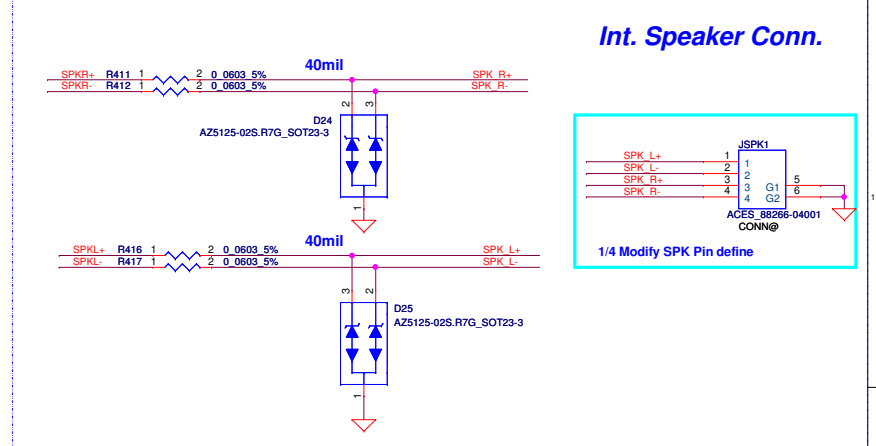 Int. Speaker Conn.
40mil
SPKR+ R411 1 2 0_0603_5% SPK_R+
SPKR- R412 1 2 0_0603_5% SPK_R-
2 3
D24
AZ5125-02S.R7G_SOT23-3
1
JSPK1
SPK_L+ 1 1
SPK_L- 2 2
SPK_R+ 3 3 G1 5
SPK_R- 4 4 G2 6
ACES_88266-04001
CONN@
1/4 Modify SPK Pin define
40mil
SPKL+ R416 1 2 0_0603_5% SPK_L+
SPKL- R417 1 2 0_0603_5% SPK_L-
3 2
D25
AZ5125-02S.R7G_SOT23-3
1
1